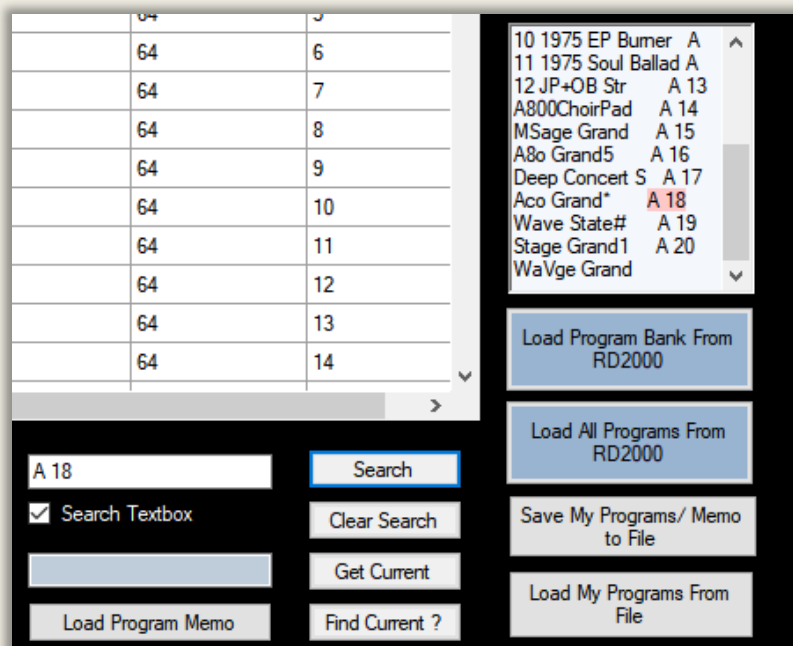 64 5
64 6
64 7
64 8
64 9
64 10
64 11
64 12
64 13
64 14
10 1975 EP Burner A
11 1975 Soul Ballad A
12 JP+OB Str A 13
A800ChoirPad A 14
MSage Grand A 15
A8o Grand5 A 16
Deep Concert S A 17
Aco Grand* A 18
Wave State# A 19
Stage Grand1 A 20
WaVge Grand
Load Program Bank From
RD2000
Load All Programs From
RD2000
A 18
Search
Search Textbox
Clear Search
Save My Programs/ Memo
to File
Get Current
Load My Programs From
File
Load Program Memo
Find Current ?